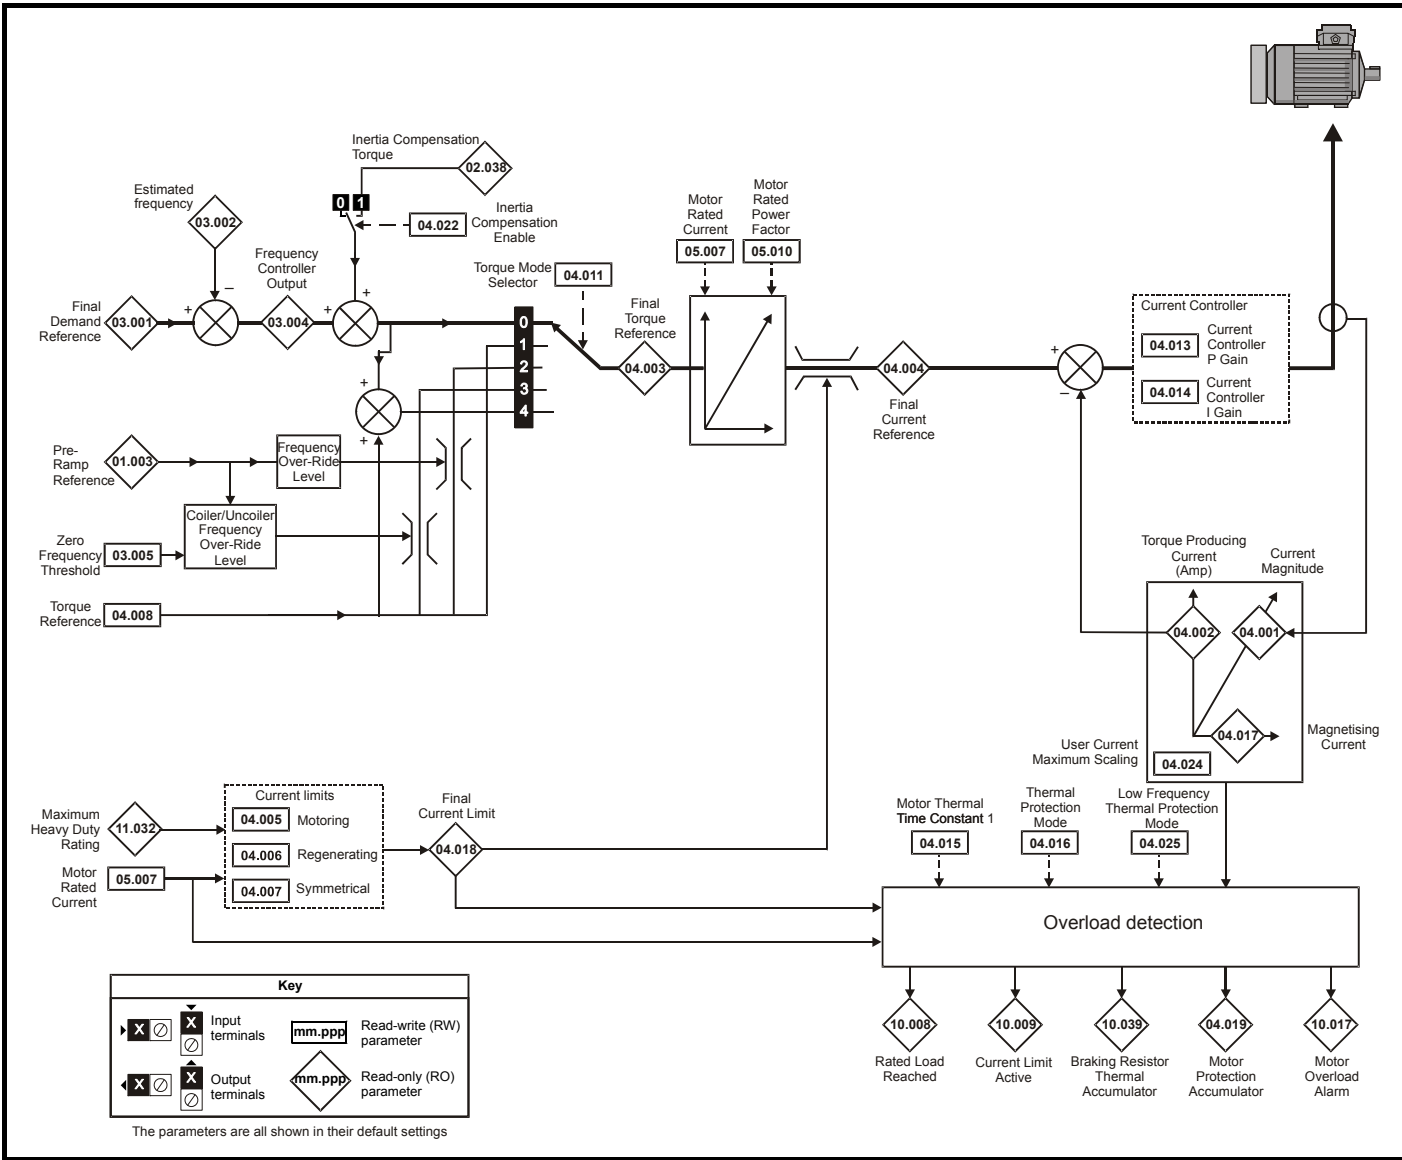 Inertia Compensation
Torque
02.038
0 1
04.022
Inertia
Compensation
Enable
Estimated
frequency
03.002
–
Frequency
Controller
Output
Final
Demand
Reference
03.001
+
03.004
+
+
Torque Mode
Selector
04.011
0
1
2
3
4
Final
Torque
Reference
04.003
Motor
Rated
Current
05.007
Motor
Rated
Power
Factor
05.010
04.004
Final
Current
Reference
+
–
Current Controller
04.013
Current
Controller
P Gain
04.014
Current
Controller
I Gain
+
+
Pre-
Ramp
Reference
01.003
Frequency
Over-Ride
Level
Coiler/Uncoiler
Frequency
Over-Ride
Level
Zero
Frequency
Threshold
03.005
Torque
Reference
04.008
Torque Producing
Current
(Amp)
Current
Magnitude
04.002
04.001
04.017
Magnetising
Current
User Current
Maximum Scaling
04.024
Maximum
Heavy Duty
Rating
11.032
Motor
Rated
Current
05.007
Current limits
04.005 Motoring
04.006 Regenerating
04.007 Symmetrical
Final
Current Limit
04.018
Motor Thermal
Time Constant 1
04.015
Thermal
Protection
Mode
04.016
Low Frequency
Thermal Protection
Mode
04.025
Overload detection
10.008
Rated Load
Reached
10.009
Current Limit
Active
10.039
Braking Resistor
Thermal
Accumulator
04.019
Motor
Protection
Accumulator
10.017
Motor
Overload
Alarm
Key
X
X
Input
terminals
mm.ppp
Read-write (RW)
parameter
X
X
Output
terminals
mm.ppp
Read-only (RO)
parameter
The parameters are all shown in their default settings